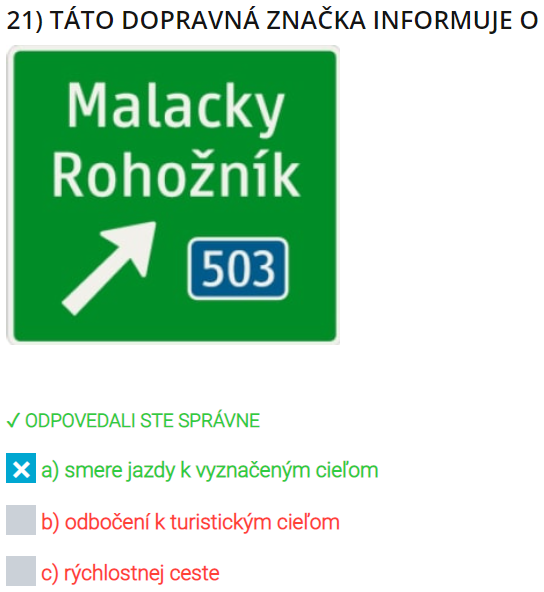 21) TÁTO DOPRAVNÁ ZNAČKA INFORMUJE O
Malacky
Rohožník
503
✓ ODPOVEDALI STE SPRÁVNE
a) smere jazdy k vyznačeným cieľom
b) odbočení k turistickým cieľom
c) rýchlostnej ceste